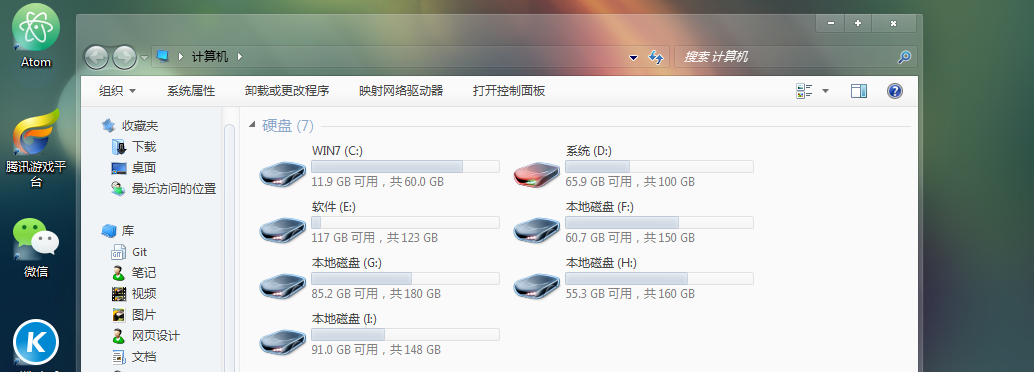 Atom
腾讯游戏平
台
微信
计算机
搜索 计算机
组织
系统属性
卸载或更改程序
映射网络驱动器
打开控制面板
收藏夹
下载
桌面
最近访问的位置
库
Git
笔记
视频
图片
网页设计
文档
硬盘 (7)
WIN7 (C:)
11.9 GB 可用，共 60.0 GB
系统 (D:)
65.9 GB 可用，共 100 GB
软件 (E:)
117 GB 可用，共 123 GB
本地磁盘 (F:)
60.7 GB 可用，共 150 GB
本地磁盘 (G:)
85.2 GB 可用，共 180 GB
本地磁盘 (H:)
55.3 GB 可用，共 160 GB
本地磁盘 (I:)
91.0 GB 可用，共 148 GB